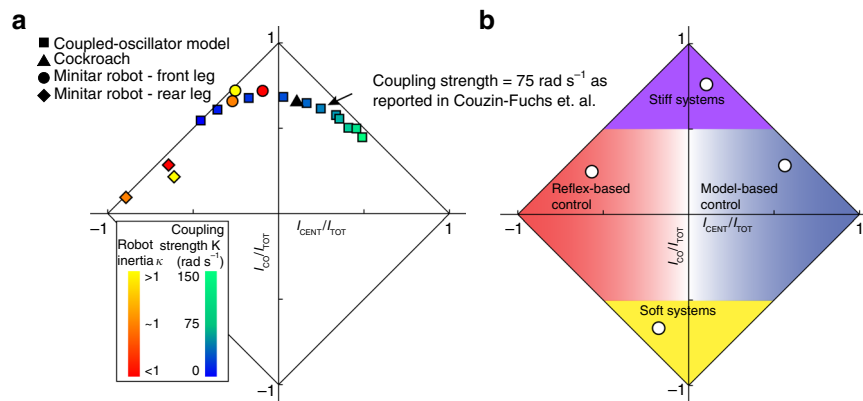 a
Coupled-oscillator model
Cockroach
Minitar robot - front leg
Minitar robot - rear leg
1
Coupling strength = 75 rad s⁻¹ as
reported in Couzin-Fuchs et. al.
−1
1
I_CENT/I_TOT
I_CO/I_TOT
−1
Robot
inertia κ
>1
~1
<1
Coupling
strength K
(rad s⁻¹)
150
75
0
b
1
Stiff systems
Reflex-based
control
Model-based
control
−1
1
I_CENT/I_TOT
I_CO/I_TOT
Soft systems
−1